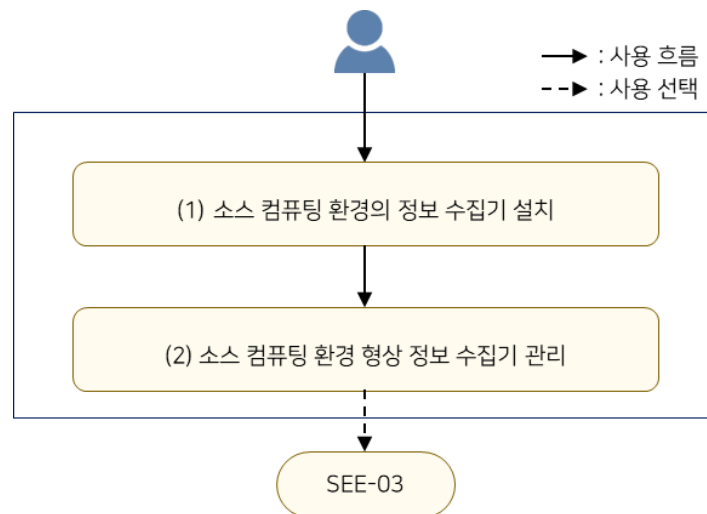 : 사용 흐름
: 사용 선택
(1) 소스 컴퓨팅 환경의 정보 수집기 설치
(2) 소스 컴퓨팅 환경 형상 정보 수집기 관리
SEE-03